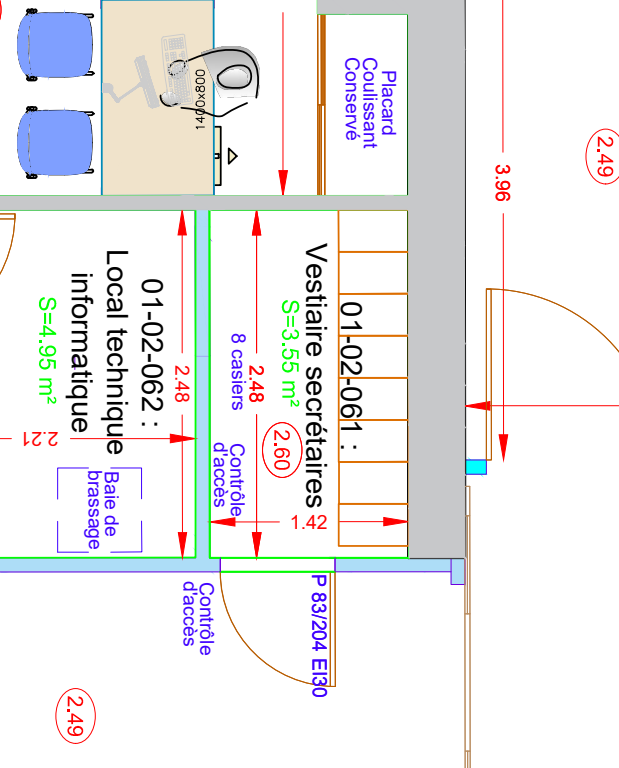 Placard
Coulissant
Conservé
1400x800
2.49
3.96
01-02-061 :
Vestiaire secrétaires
S=3.55 m²
8 casiers
2.48
2.60
Contrôle
d'accès
1.42
01-02-062 :
Local technique
informatique
S=4.95 m²
2.48
2.21
Baie de
brassage
P 83/204 EI30
Contrôle
d'accès
2.49